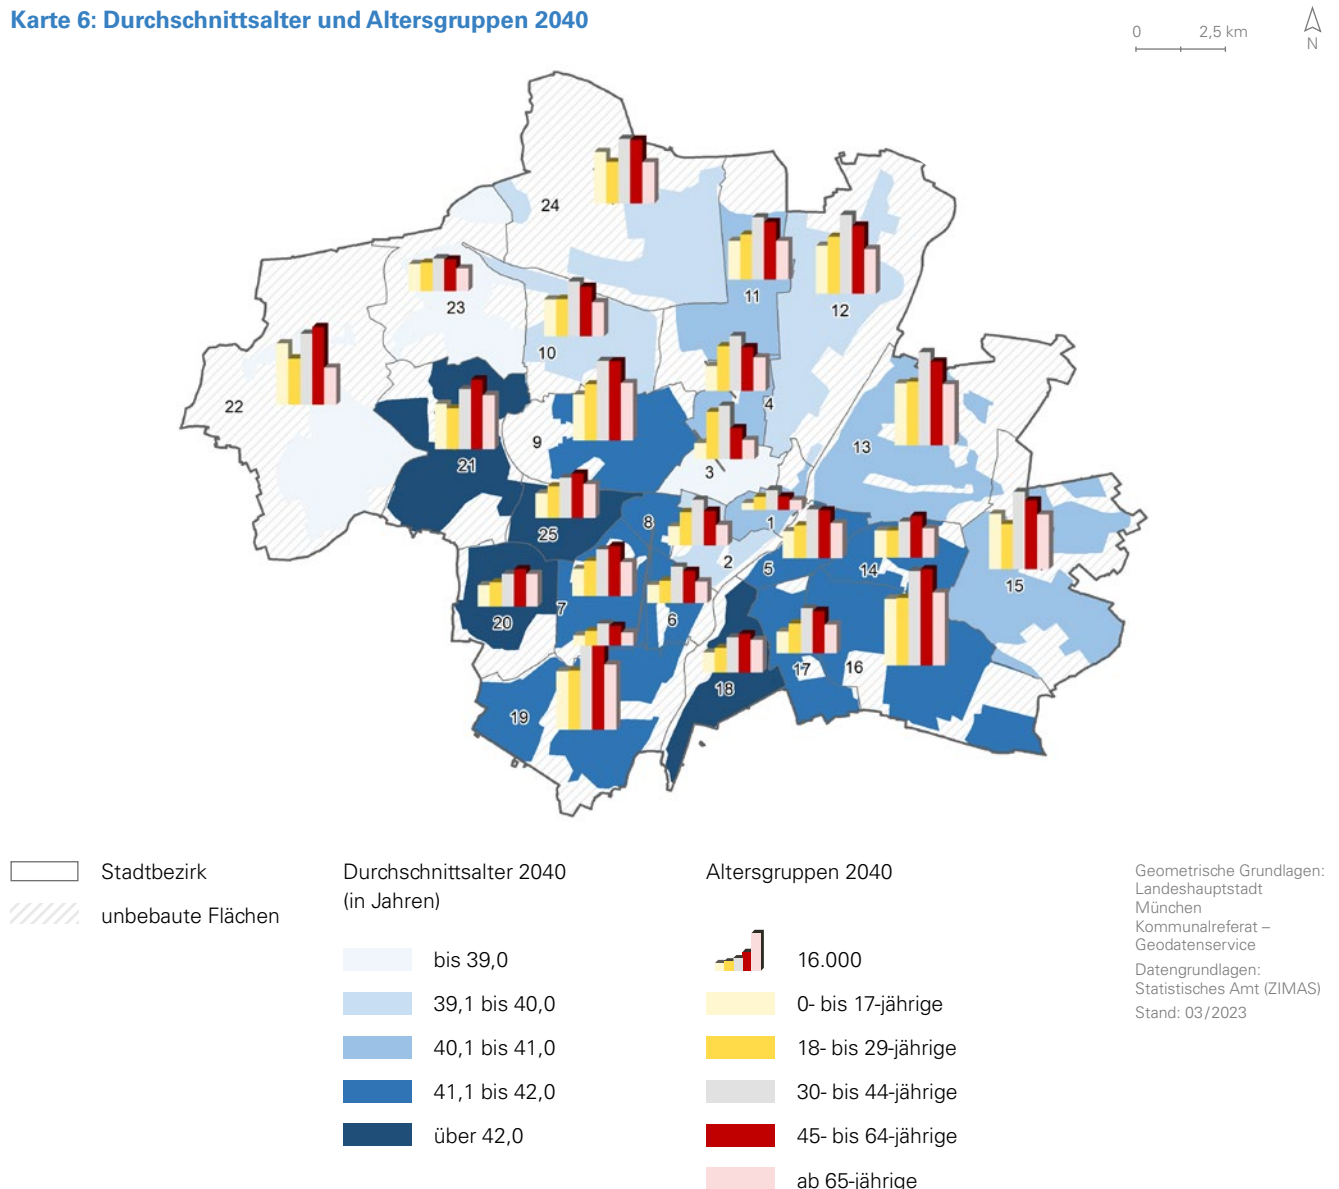 Karte 6: Durchschnittsalter und Altersgruppen 2040
0 2,5 km
N
24
11
12
23
10
22
4
9
13
21
3
25
8
1
2
5
14
15
7
20
6
17
16
18
19
Stadtbezirk
unbebaute Flächen
Durchschnittsalter 2040
(in Jahren)
bis 39,0
39,1 bis 40,0
40,1 bis 41,0
41,1 bis 42,0
über 42,0
Altersgruppen 2040
16.000
0- bis 17-jährige
18- bis 29-jährige
30- bis 44-jährige
45- bis 64-jährige
ab 65-jährige
Geometrische Grundlagen:
Landeshauptstadt
München
Kommunalreferat –
Geodatenservice
Datengrundlagen:
Statistisches Amt (ZIMAS)
Stand: 03/2023